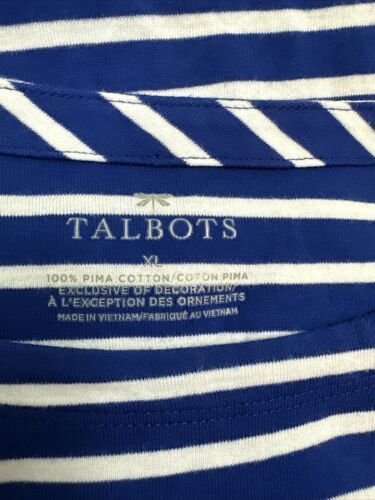 TALBOTS
XL
100% PIMA COTTON/COTON PIMA
EXCLUSIVE OF DECORATION/
À L'EXCEPTION DES ORNEMENTS
MADE IN VIETNAM/FABRIQUÉ AU VIETNAM